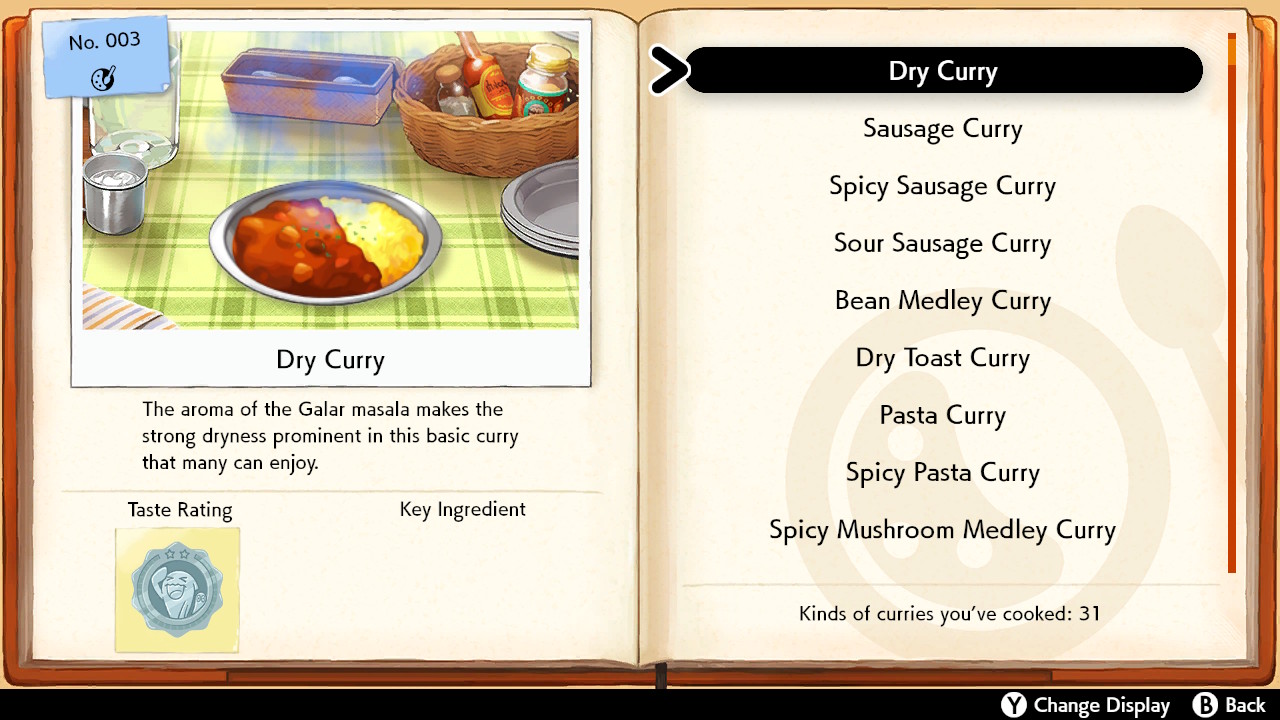 No. 003
Dry Curry
The aroma of the Galar masala makes the
strong dryness prominent in this basic curry
that many can enjoy.
Taste Rating
Key Ingredient
Dry Curry
Sausage Curry
Spicy Sausage Curry
Sour Sausage Curry
Bean Medley Curry
Dry Toast Curry
Pasta Curry
Spicy Pasta Curry
Spicy Mushroom Medley Curry
Kinds of curries you've cooked: 31
Y Change Display
B Back